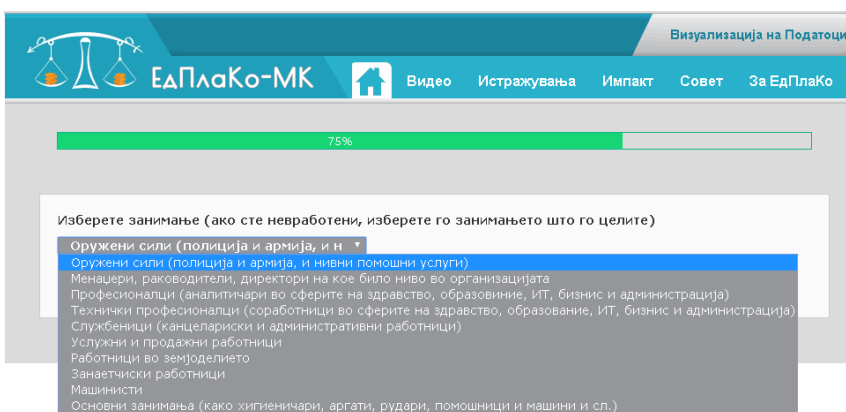 Визуализација на Податоци
ЕдПлаКо-МК
Видео Истражувања Импакт Совет За ЕдПлаКо
75%
Изберете занимање (ако сте невработени, изберете го занимањето што го целите)
Оружени сили (полиција и армија, и н
Оружени сили (полиција и армија, и нивни помошни услуги)
Менаџери, раководители, директори на кое било ниво во организацијата
Професионалци (аналитичари во сферите на здравство, образовиние, ИТ, бизнис и администрација)
Технички професионалци (соработници во сферите на здравство, образование, ИТ, бизнис и администрација)
Службеници (канцелариски и административни работници)
Услужни и продажни работници
Работници во земјоделието
Занаетчиски работници
Машинисти
Основни занимања (како хигиеничари, аргати, рудари, помошници и машини и сл.)